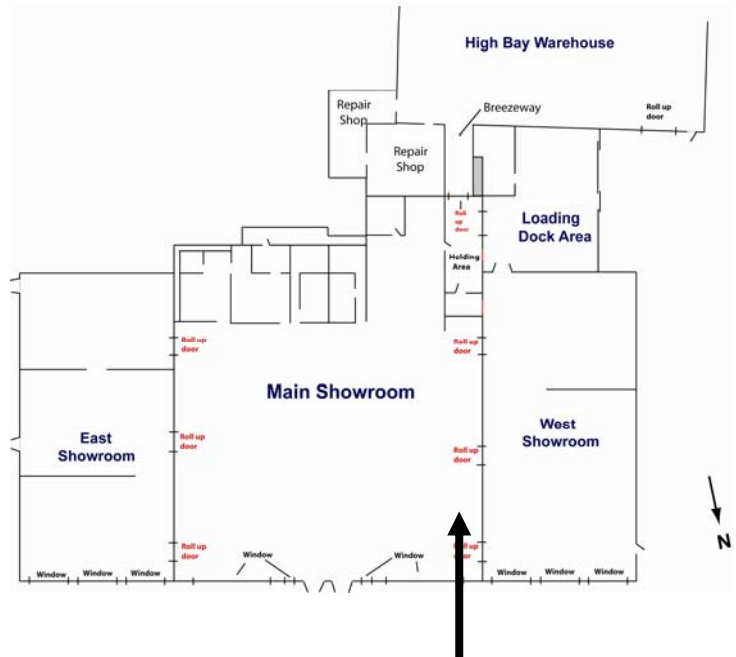 High Bay Warehouse
Repair
Shop
Breezeway
Roll up
door
Repair
Shop
Roll
up
door
Loading
Dock Area
Holding
Area
Roll up
door
Roll up
door
Main Showroom
East
Showroom
Roll up
door
West
Showroom
Roll up
door
N
Roll up
door
Window
Window
Roll up
door
Window
Window
Window
Window
Window
Window